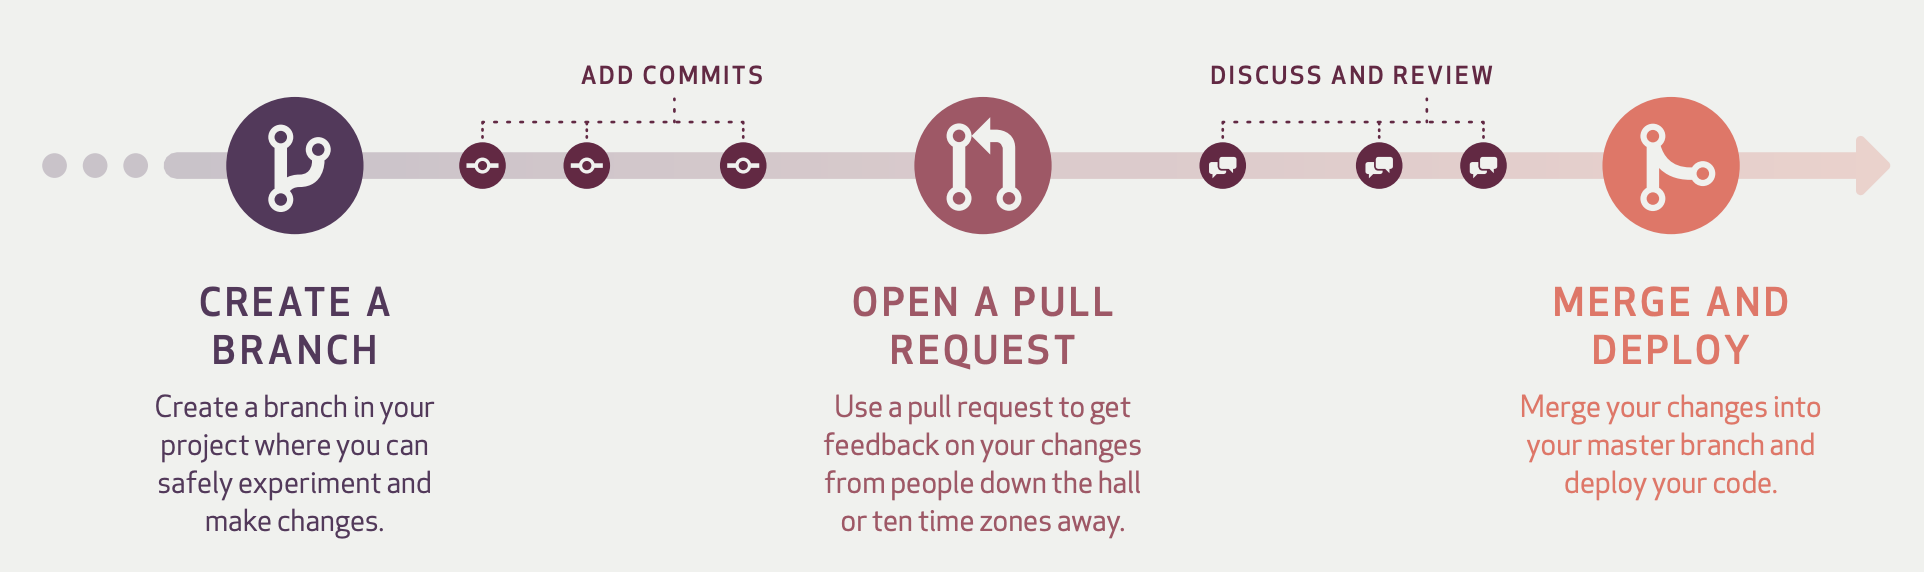 ADD COMMITS
DISCUSS AND REVIEW
CREATE A
BRANCH
Create a branch in your
project where you can
safely experiment and
make changes.
OPEN A PULL
REQUEST
Use a pull request to get
feedback on your changes
from people down the hall
or ten time zones away.
MERGE AND
DEPLOY
Merge your changes into
your master branch and
deploy your code.